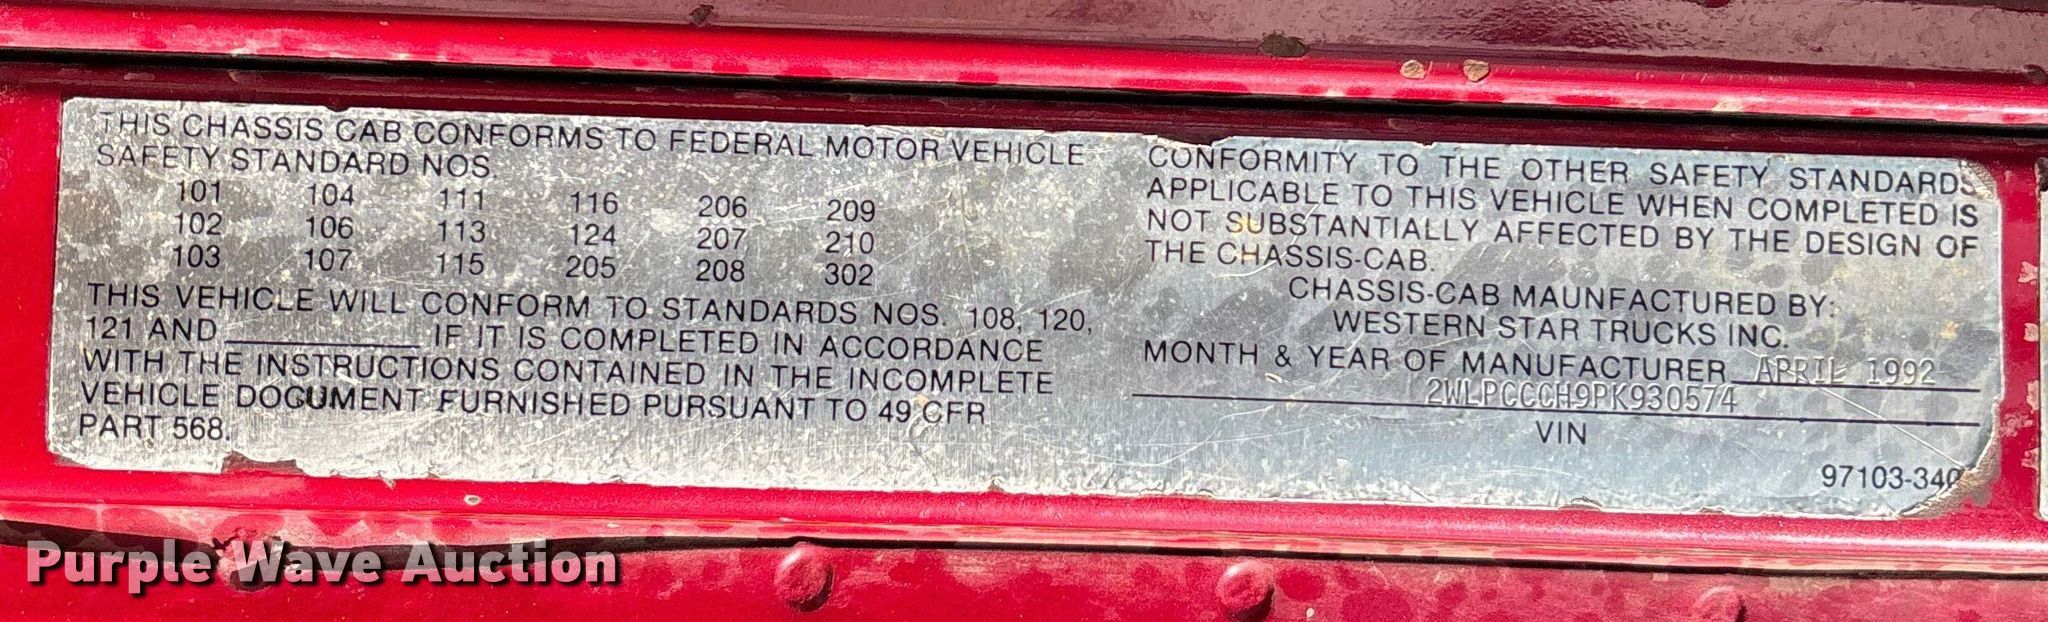 THIS CHASSIS CAB CONFORMS TO FEDERAL MOTOR VEHICLE
SAFETY STANDARD NOS.
101 104 111 116 206 209
102 106 113 124 207 210
103 107 115 205 208 302
THIS VEHICLE WILL CONFORM TO STANDARDS NOS. 108, 120,
121 AND ________ IF IT IS COMPLETED IN ACCORDANCE
WITH THE INSTRUCTIONS CONTAINED IN THE INCOMPLETE
VEHICLE DOCUMENT FURNISHED PURSUANT TO 49 CFR
PART 568.
CONFORMITY TO THE OTHER SAFETY STANDARDS
APPLICABLE TO THIS VEHICLE WHEN COMPLETED IS
NOT SUBSTANTIALLY AFFECTED BY THE DESIGN OF
THE CHASSIS-CAB.
CHASSIS-CAB MAUNFACTURED BY:
WESTERN STAR TRUCKS INC.
MONTH & YEAR OF MANUFACTURER APRIL 1992
2WLPCCCH9PK930574
VIN
97103-340
Purple Wave Auction